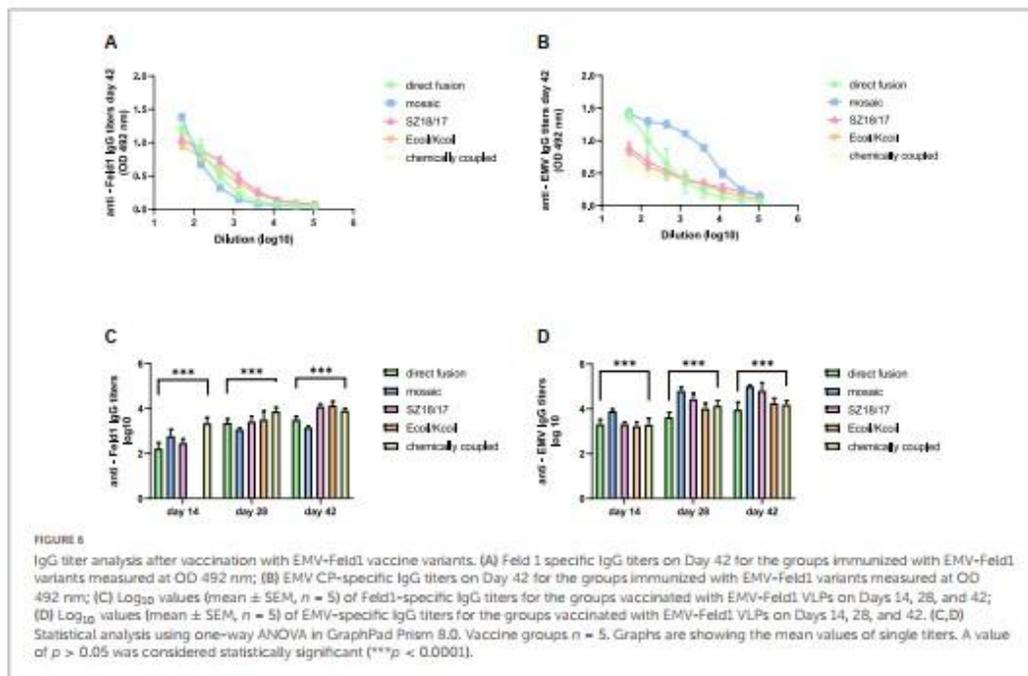 A
anti - Feld1 IgG titers day 42
(OD 492 nm)
2.0
1.5
1.0
0.5
0.0
1 2 3 4 5 6
Dilution (log10)
direct fusion
mosaic
SZ18/17
Ecoil/Kcoil
chemically coupled
B
anti - EMV IgG titers day 42
(OD 492 nm)
2.0
1.5
1.0
0.5
0.0
1 2 3 4 5 6
Dilution (log10)
direct fusion
mosaic
SZ18/17
Ecoil/Kcoil
chemically coupled
C
anti - Feld1 IgG titers
log10
6
4
2
0
*** *** ***
day 14 day 28 day 42
direct fusion
mosaic
SZ18/17
Ecoil/Kcoil
chemically coupled
D
anti - EMV IgG titers
log 10
6
4
2
0
*** *** ***
day 14 day 28 day 42
direct fusion
mosaic
SZ18/17
Ecoil/Kcoil
chemically coupled
FIGURE 6
IgG titer analysis after vaccination with EMV-Feld1 vaccine variants. (A) Feld 1 specific IgG titers on Day 42 for the groups immunized with EMV-Feld1
variants measured at OD 492 nm; (B) EMV CP-specific IgG titers on Day 42 for the groups immunized with EMV-Feld1 variants measured at OD
492 nm; (C) Log10 values (mean ± SEM, n = 5) of Feld1-specific IgG titers for the groups vaccinated with EMV-Feld1 VLPs on Days 14, 28, and 42;
(D) Log10 values (mean ± SEM, n = 5) of EMV-specific IgG titers for the groups vaccinated with EMV-Feld1 VLPs on Days 14, 28, and 42. (C,D)
Statistical analysis using one-way ANOVA in GraphPad Prism 8.0. Vaccine groups n = 5. Graphs are showing the mean values of single titers. A value
of p > 0.05 was considered statistically significant (***p < 0.0001).